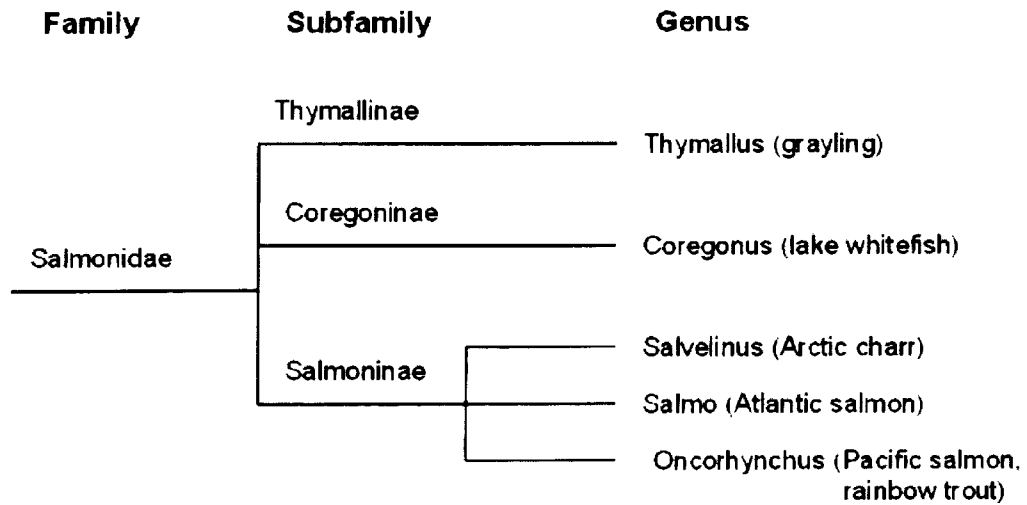 Family Subfamily Genus
Thymallinae
Thymallus (grayling)
Coregoninae
Coregonus (lake whitefish)
Salmonidae
Salvelinus (Arctic charr)
Salmoninae
Salmo (Atlantic salmon)
Oncorhynchus (Pacific salmon,
rainbow trout)